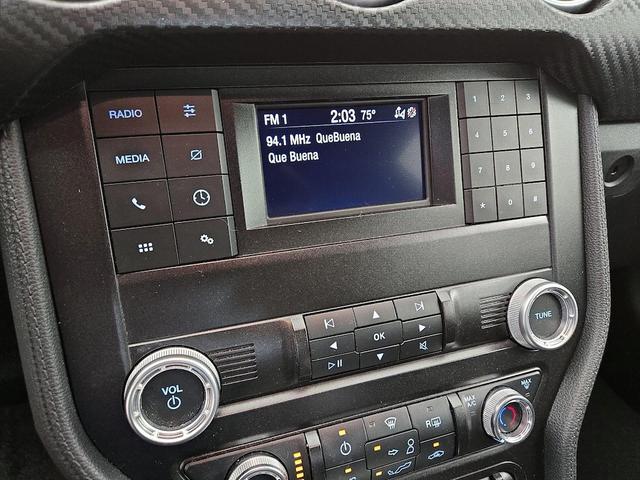 RADIO
MEDIA
FM 1 2:03 75°
94.1 MHz QueBuena
Que Buena
1 2 3
4 5 6
7 8 9
* 0 #
OK
VOL
TUNE
MAX A/C
MAX
R